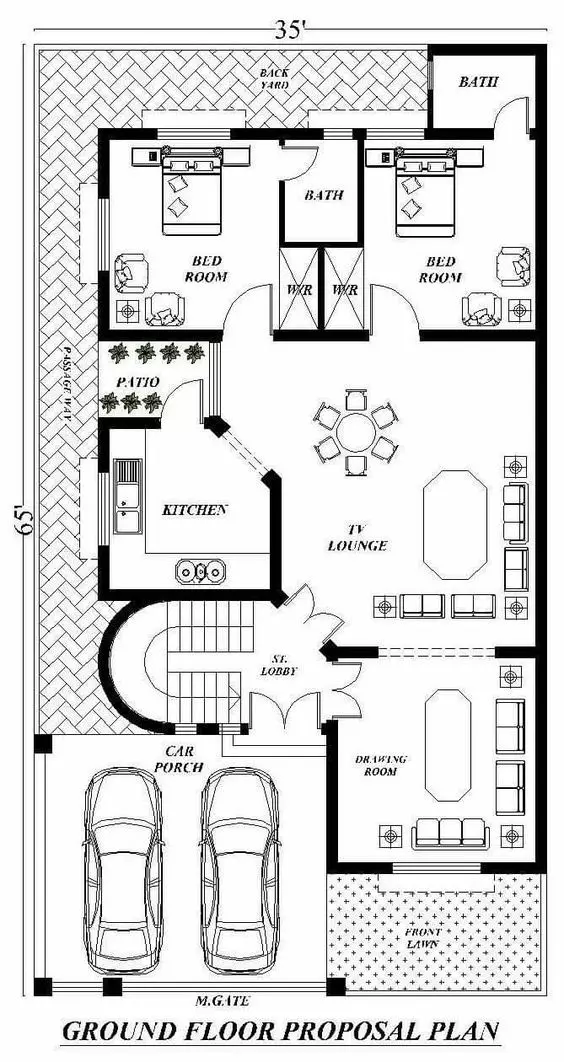 35'
BACK
YARD
BATH
BATH
BED
ROOM
BED
ROOM
W/R
W/R
PATIO
PASSAGE WAY
KITCHEN
65'
TV
LOUNGE
ST.
LOBBY
CAR
PORCH
DRAWING
ROOM
FRONT
LAWN
M.GATE
GROUND FLOOR PROPOSAL PLAN